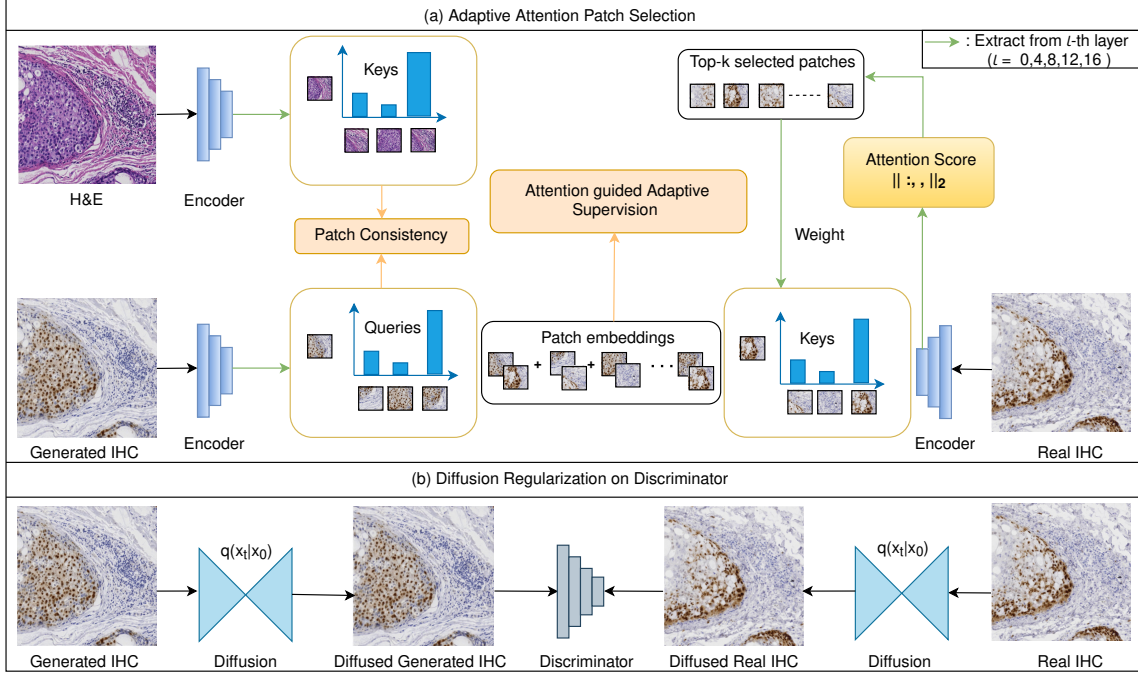 (a) Adaptive Attention Patch Selection
: Extract from l-th layer
(l = 0,4,8,12,16 )
Keys
Top-k selected patches
H&E
Encoder
Attention Score
|| :, , ||2
Attention guided Adaptive
Supervision
Patch Consistency
Weight
Queries
Patch embeddings
+ + . . .
Keys
Generated IHC
Encoder
Encoder
Real IHC
(b) Diffusion Regularization on Discriminator
q(xt|x0)
q(xt|x0)
Generated IHC
Diffusion
Diffused Generated IHC
Discriminator
Diffused Real IHC
Diffusion
Real IHC